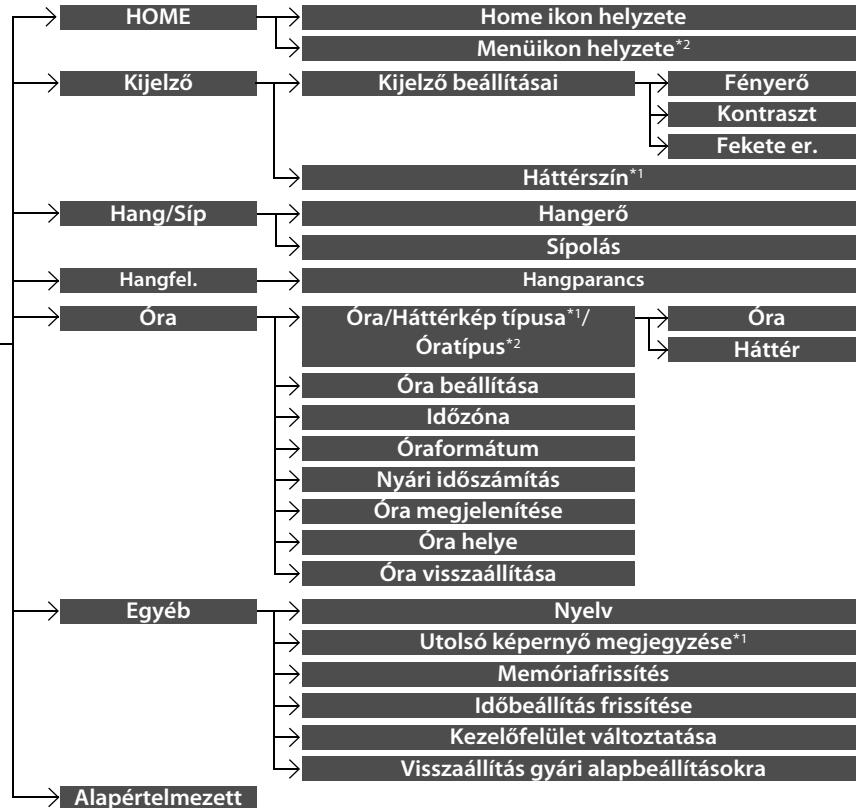 HOME
Home ikon helyzete
Menüikon helyzete*2
Kijelző
Kijelző beállításai
Fényerő
Kontraszt
Fekete er.
Háttérszín*1
Hang/Síp
Hangerő
Sípolás
Hangfel.
Hangparancs
Óra
Óra/Háttérkép típusa*1/
Óratípus*2
Óra
Háttér
Óra beállítása
Időzóna
Óraformátum
Nyári időszámítás
Óra megjelenítése
Óra helye
Óra visszaállítása
Egyéb
Nyelv
Utolsó képernyő megjegyzése*1
Memóriafrissítés
Időbeállítás frissítése
Kezelőfelület változtatása
Visszaállítás gyári alapbeállításokra
Alapértelmezett